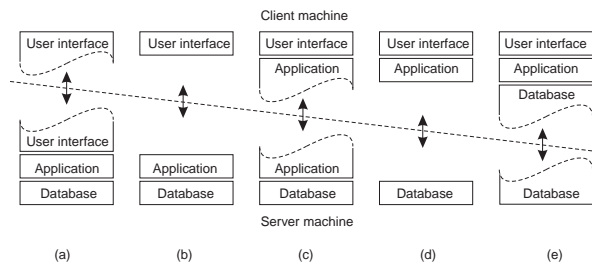 Client machine
User interface
User interface
User interface
User interface
User interface
Application
Application
Application
Database
User interface
Application
Application
Application
Database
Database
Database
Database
Database
Server machine
(a)
(b)
(c)
(d)
(e)